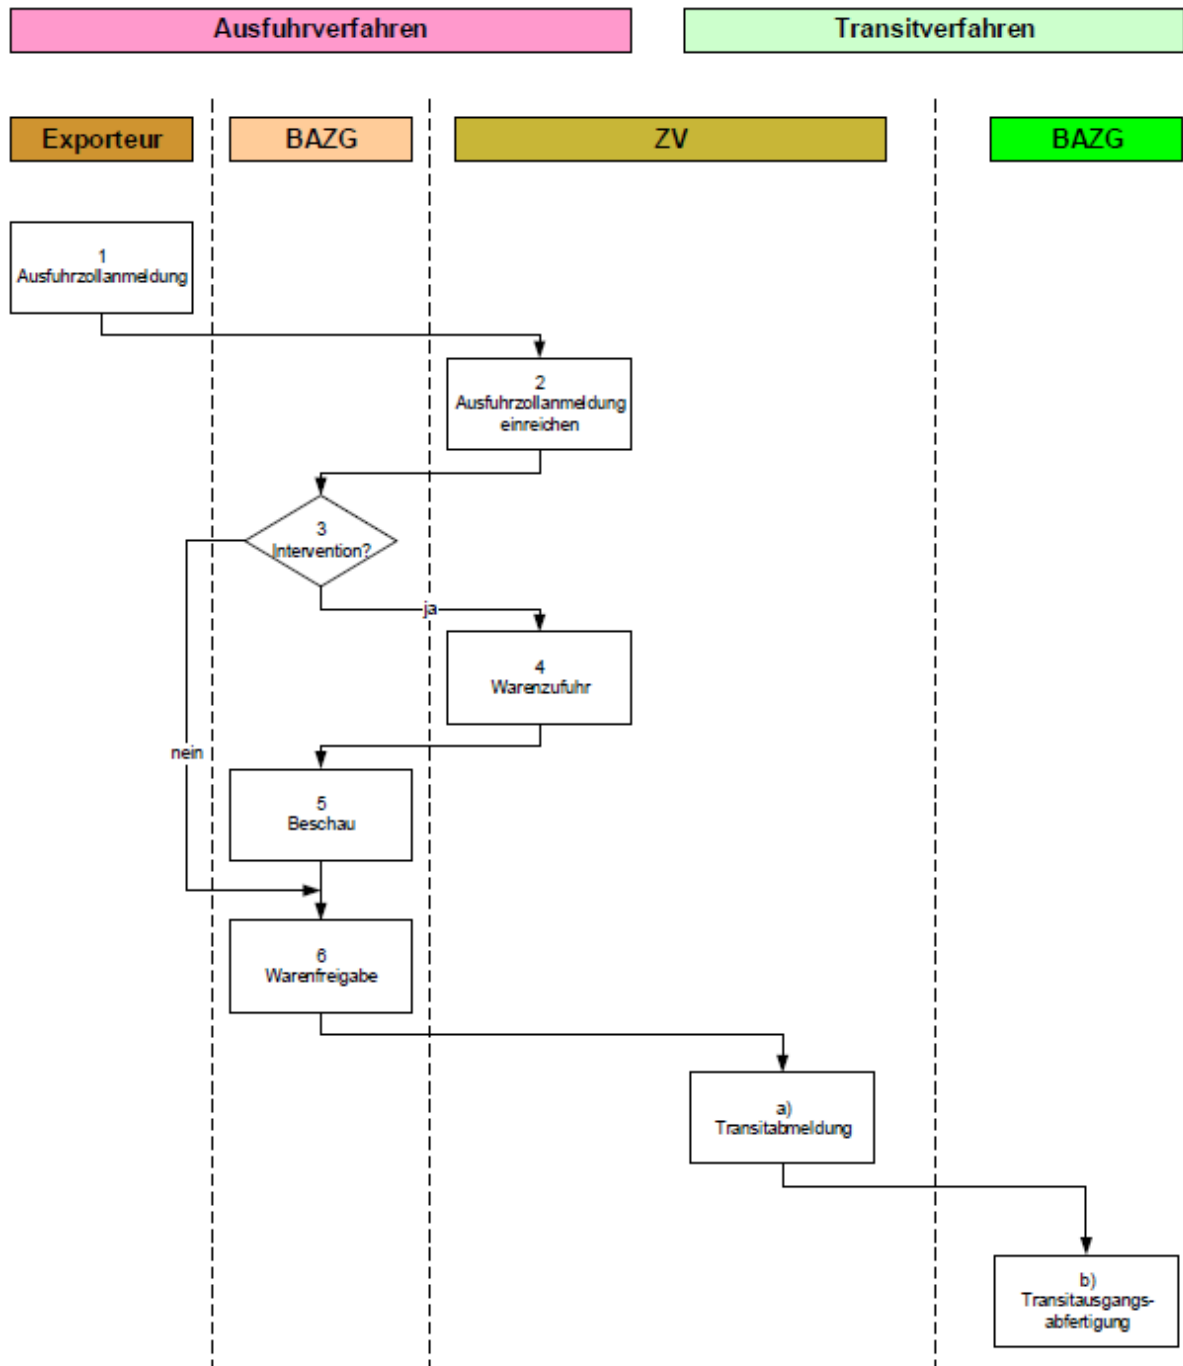 Ausfuhrverfahren
Transitverfahren
Exporteur
BAZG
ZV
BAZG
1
Ausfuhrzollanmeldung
2
Ausfuhrzollanmeldung
einreichen
3
Intervention?
ja
4
Warenzufuhr
nein
5
Beschau
6
Warenfreigabe
a)
Transitabmeldung
b)
Transitausgangs-
abfertigung